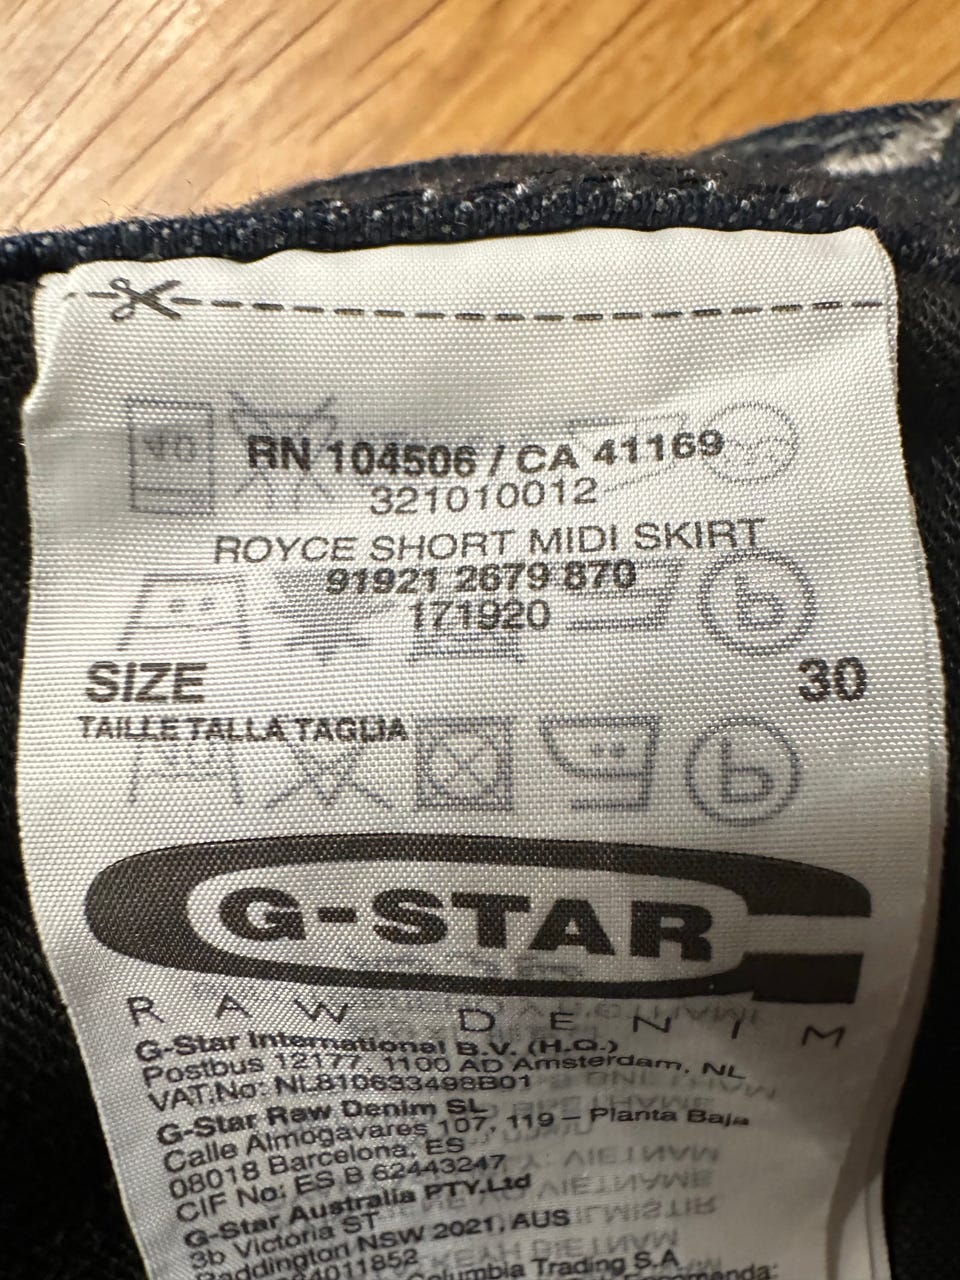 RN 104506 / CA 41169
321010012
ROYCE SHORT MIDI SKIRT
91921 2679 870
171920
SIZE 30
TAILLE TALLA TAGLIA
G-STAR
RAW DENIM
G-Star International B.V. (H.Q.)
Postbus 12177, 1100 AD Amsterdam, NL
VAT.No: NL810633498B01
G-Star Raw Denim SL
Calle Almogavares 107, 119 – Planta Baja
08018 Barcelona, ES
CIF No: ES B 62443247
G-Star Australia PTY.Ltd
3b Victoria ST
Paddington NSW 2021, AUS
Columbia Trading S.A